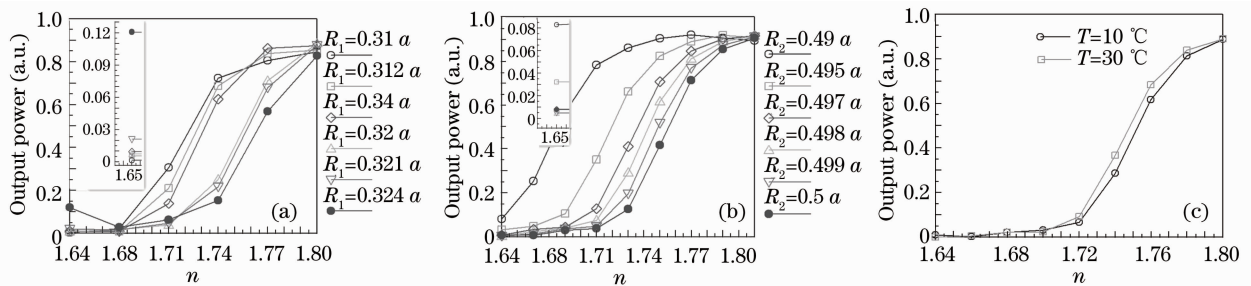 Output power (a.u.)
1.0
0.8
0.6
0.4
0.2
0
0.12
0.09
0.06
0.03
0
1.65
1.64 1.68 1.71 1.74 1.77 1.80
n
(a)
R1=0.31 a
R1=0.312 a
R1=0.34 a
R1=0.32 a
R1=0.321 a
R1=0.324 a
Output power (a.u.)
1.0
0.8
0.6
0.4
0.2
0
0.08
0.06
0.04
0.02
0
1.65
1.64 1.68 1.71 1.74 1.77 1.80
n
(b)
R2=0.49 a
R2=0.495 a
R2=0.497 a
R2=0.498 a
R2=0.499 a
R2=0.5 a
Output power (a.u.)
1.0
0.8
0.6
0.4
0.2
0
1.64 1.68 1.72 1.76 1.80
n
(c)
T=10 ℃
T=30 ℃